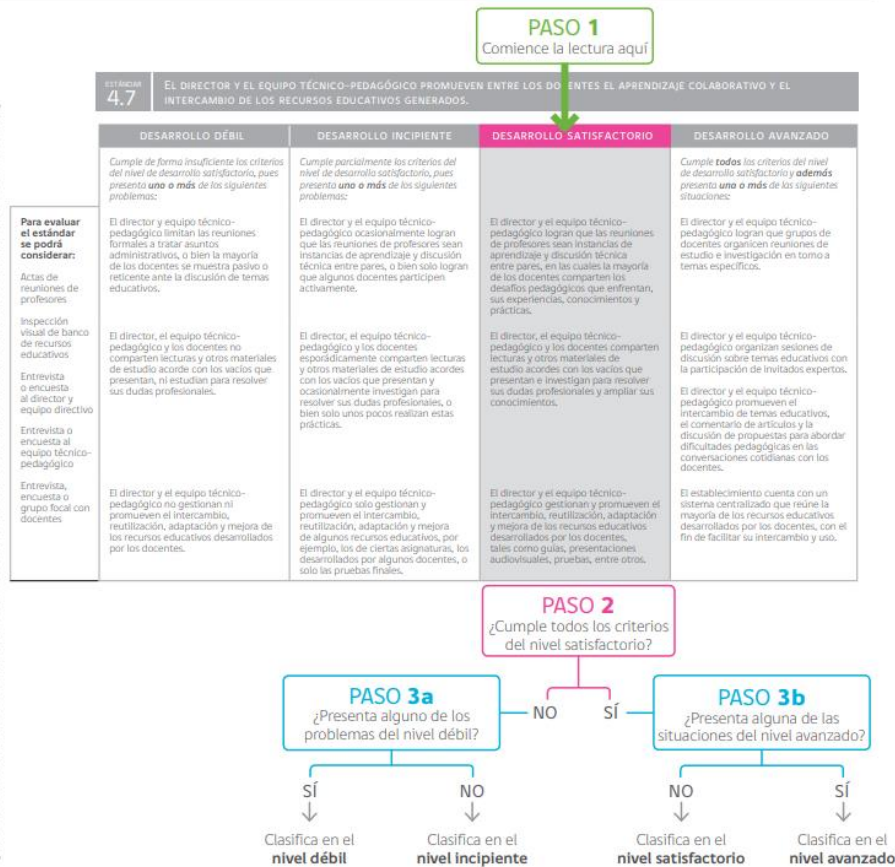 PASO 1
Comience la lectura aquí
ESTÁNDAR
4.7
EL DIRECTOR Y EL EQUIPO TÉCNICO-PEDAGÓGICO PROMUEVEN ENTRE LOS DOCENTES EL APRENDIZAJE COLABORATIVO Y EL
INTERCAMBIO DE LOS RECURSOS EDUCATIVOS GENERADOS.
DESARROLLO DÉBIL
Cumple de forma insuficiente los criterios
del nivel de desarrollo satisfactorio, pues
presenta uno o más de los siguientes
problemas:
DESARROLLO INCIPIENTE
Cumple parcialmente los criterios del
nivel de desarrollo satisfactorio, pues
presenta uno o más de los siguientes
problemas:
DESARROLLO SATISFACTORIO
DESARROLLO AVANZADO
Cumple todos los criterios del nivel
de desarrollo satisfactorio y además
presenta una o más de las siguientes
situaciones:
Para evaluar
el estándar
se podrá
considerar:
Actas de
reuniones de
profesores
Inspección
visual de banco
de recursos
educativos
Entrevista
o encuesta
al director y
equipo directivo
Entrevista o
encuesta al
equipo técnico-
pedagógico
Entrevista,
encuesta o
grupo focal con
docentes
El director y equipo técnico-
pedagógico limitan las reuniones
formales a tratar asuntos
administrativos, o bien la mayoría
de los docentes se muestra pasivo o
reticente ante la discusión de temas
educativos.
El director y el equipo técnico-
pedagógico ocasionalmente logran
que las reuniones de profesores sean
instancias de aprendizaje y discusión
técnica entre pares, o bien solo logran
que algunos docentes participen
activamente.
El director y el equipo técnico-
pedagógico logran que las reuniones
de profesores sean instancias de
aprendizaje y discusión técnica
entre pares, en las cuales la mayoría
de los docentes comparten los
desafíos pedagógicos que enfrentan,
sus experiencias, conocimientos y
prácticas.
El director y el equipo técnico-
pedagógico logran que grupos de
docentes organicen reuniones de
estudio e investigación en torno a
temas específicos.
El director, el equipo técnico-
pedagógico y los docentes no
comparten lecturas y otros materiales
de estudio acorde con los vacíos que
presentan, ni estudian para resolver
sus dudas profesionales.
El director, el equipo técnico-
pedagógico y los docentes
esporádicamente comparten lecturas
y otros materiales de estudio acordes
con los vacíos que presentan y
ocasionalmente investigan para
resolver sus dudas profesionales, o
bien solo unos pocos realizan estas
prácticas.
El director, el equipo técnico-
pedagógico y los docentes comparten
lecturas y otros materiales de
estudio acorde con los vacíos que
presentan e investigan para resolver
sus dudas profesionales y ampliar sus
conocimientos.
El director y el equipo técnico-
pedagógico organizan sesiones de
discusión sobre temas educativos con
la participación de invitados expertos.
El director y el equipo técnico-
pedagógico promueven el
intercambio de temas educativos,
el comentario de artículos y la
discusión de propuestas para abordar
dificultades pedagógicas en las
conversaciones cotidianas con los
docentes.
El director y el equipo técnico-
pedagógico no gestionan ni
promueven el intercambio,
reutilización, adaptación y mejora de
los recursos educativos desarrollados
por los docentes.
El director y el equipo técnico-
pedagógico solo gestionan y
promueven el intercambio,
reutilización, adaptación y mejora
de algunos recursos educativos, por
ejemplo, los de ciertas asignaturas, los
desarrollados por algunos docentes, o
solo las pruebas finales.
El director y el equipo técnico-
pedagógico gestionan y promueven el
intercambio, reutilización, adaptación
y mejora de los recursos educativos
desarrollados por los docentes,
tales como guías, presentaciones
audiovisuales, pruebas, entre otros.
El establecimiento cuenta con un
sistema centralizado que reúne la
mayoría de los recursos educativos
desarrollados por los docentes, con el
fin de facilitar su intercambio y uso.
PASO 2
¿Cumple todos los criterios
del nivel satisfactorio?
NO
SÍ
PASO 3a
¿Presenta alguno de los
problemas del nivel débil?
PASO 3b
¿Presenta alguna de las
situaciones del nivel avanzado?
SÍ
NO
NO
SÍ
Clasifica en el
nivel débil
Clasifica en el
nivel incipiente
Clasifica en el
nivel satisfactorio
Clasifica en el
nivel avanzado